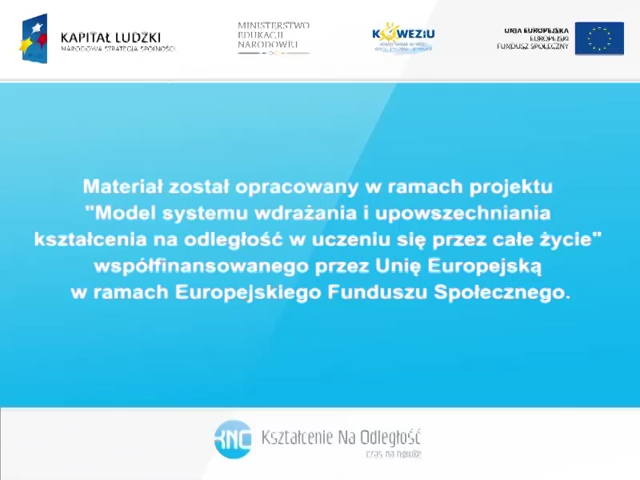 KAPITAŁ LUDZKI
NARODOWA STRATEGIA SPÓJNOŚCI
MINISTERSTWO
EDUKACJI
NARODOWEJ
KOWEZiU
UNIA EUROPEJSKA
EUROPEJSKI
FUNDUSZ SPOŁECZNY
Materiał został opracowany w ramach projektu
"Model systemu wdrażania i upowszechniania
kształcenia na odległość w uczeniu się przez całe życie"
współfinansowanego przez Unię Europejską
w ramach Europejskiego Funduszu Społecznego.
KNO Kształcenie Na Odległość
czas na naukę